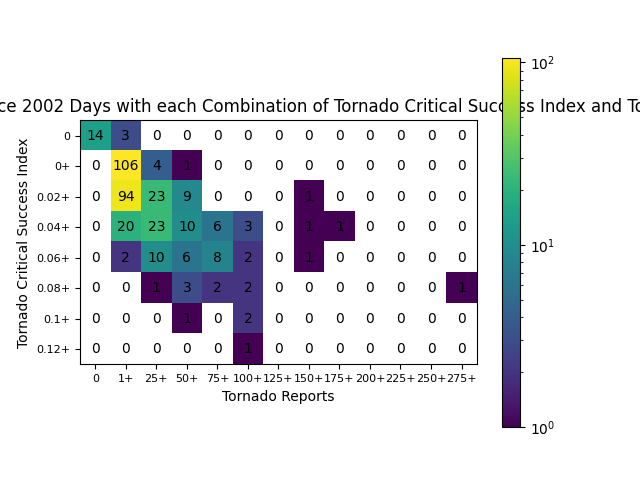 ce 2002 Days with each Combination of Tornado Critical Success Index and To
Tornado Critical Success Index
0 14 3 0 0 0 0 0 0 0 0 0 0 0
0+ 0 106 4 1 0 0 0 0 0 0 0 0 0
0.02+ 0 94 23 9 0 0 0 1 0 0 0 0 0
0.04+ 0 20 23 10 6 3 0 1 1 0 0 0 0
0.06+ 0 2 10 6 8 2 0 1 0 0 0 0 0
0.08+ 0 0 1 3 2 2 0 0 0 0 0 0 1
0.1+ 0 0 0 1 0 2 0 0 0 0 0 0 0
0.12+ 0 0 0 0 0 1 0 0 0 0 0 0 0
0 1+ 25+ 50+ 75+ 100+ 125+ 150+ 175+ 200+ 225+ 250+ 275+
Tornado Reports
10²
10¹
10⁰